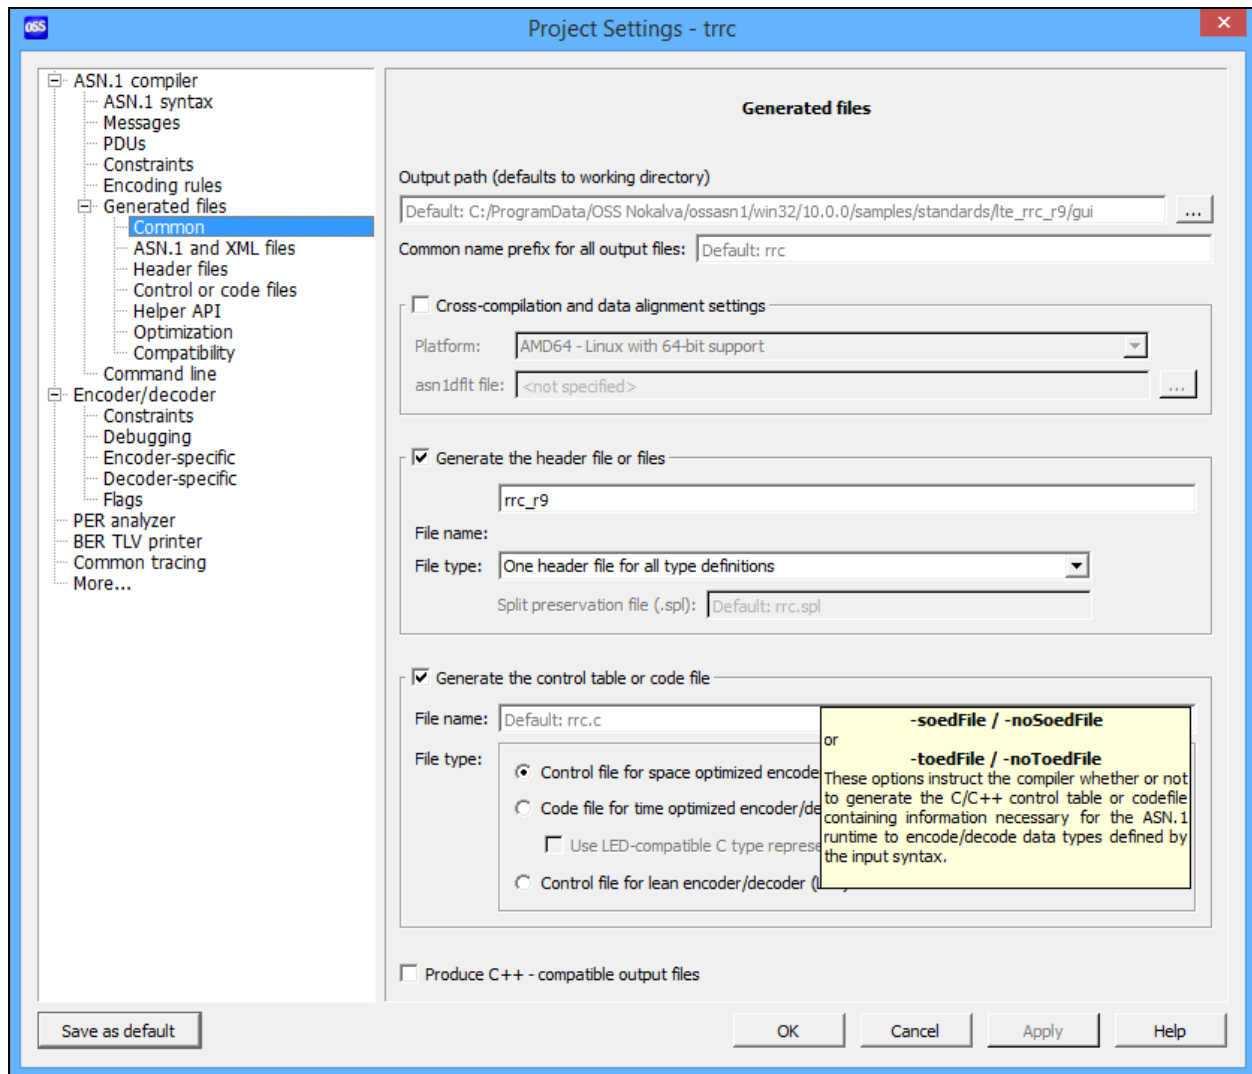 oss
Project Settings - trrc
ASN.1 compiler
ASN.1 syntax
Messages
PDUs
Constraints
Encoding rules
Generated files
Common
ASN.1 and XML files
Header files
Control or code files
Helper API
Optimization
Compatibility
Command line
Encoder/decoder
Constraints
Debugging
Encoder-specific
Decoder-specific
Flags
PER analyzer
BER TLV printer
Common tracing
More...
Generated files
Output path (defaults to working directory)
Default: C:/ProgramData/OSS Nokalva/ossasn1/win32/10.0.0/samples/standards/lte_rrc_r9/gui
...
Common name prefix for all output files: Default: rrc
Cross-compilation and data alignment settings
Platform: AMD64 - Linux with 64-bit support
asn1dflt file: <not specified> ...
Generate the header file or files
rrc_r9
File name:
File type: One header file for all type definitions
Split preservation file (.spl): Default: rrc.spl
Generate the control table or code file
File name: Default: rrc.c
File type:
Control file for space optimized encode
Code file for time optimized encoder/de
Use LED-compatible C type represe
Control file for lean encoder/decoder
-soedFile / -noSoedFile
or
-toedFile / -noToedFile
These options instruct the compiler whether or not
to generate the C/C++ control table or codefile
containing information necessary for the ASN.1
runtime to encode/decode data types defined by
the input syntax.
Produce C++ - compatible output files
Save as default
OK
Cancel
Apply
Help